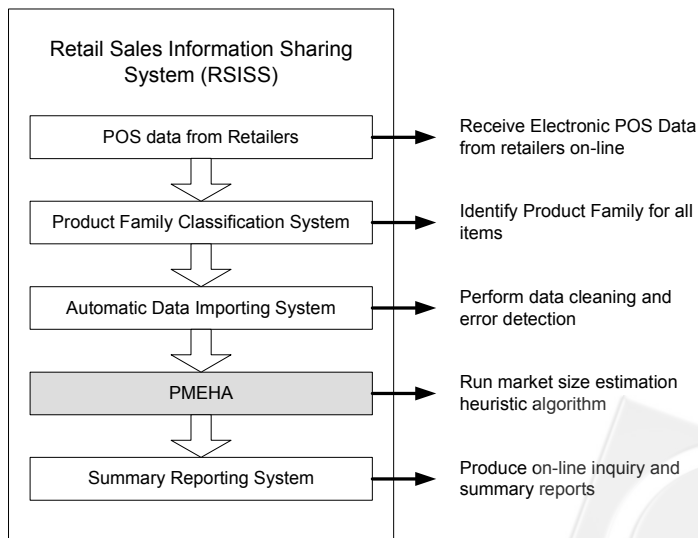 Retail Sales Information Sharing
System (RSISS)
POS data from Retailers
Receive Electronic POS Data
from retailers on-line
Product Family Classification System
Identify Product Family for all
items
Automatic Data Importing System
Perform data cleaning and
error detection
PMEHA
Run market size estimation
heuristic algorithm
Summary Reporting System
Produce on-line inquiry and
summary reports